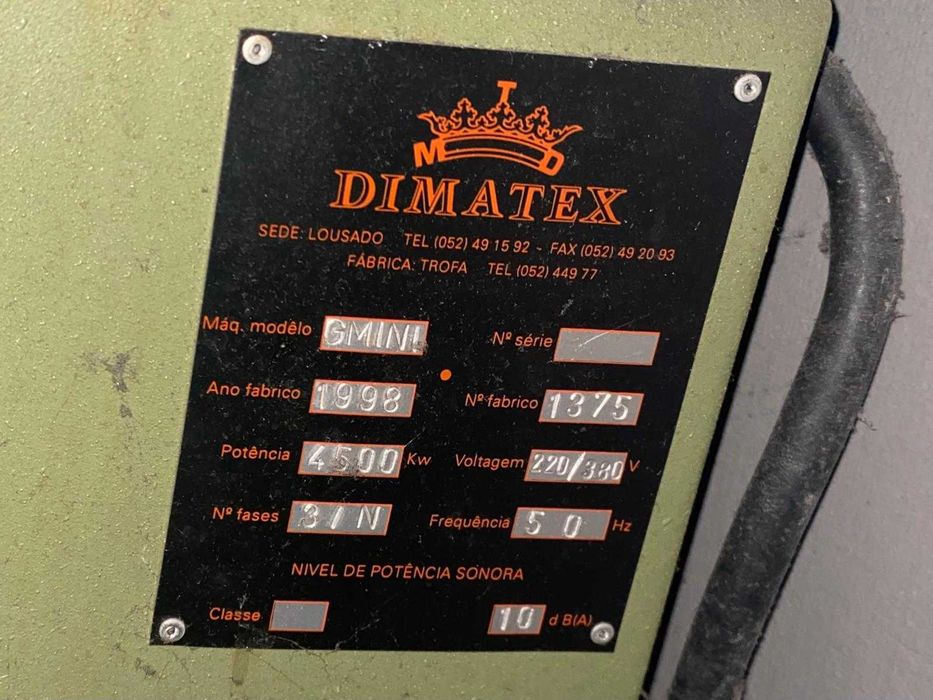 T
M D
DIMATEX
SEDE: LOUSADO TEL (052) 49 15 92 - FAX (052) 49 20 93
FÁBRICA: TROFA TEL (052) 449 77
Máq. modêlo GMINI Nº série
Ano fabrico 1998 Nº fabrico 1375
Potência 4500 Kw Voltagem 220/380 V
Nº fases 3/N Frequência 50 Hz
NIVEL DE POTÊNCIA SONORA
Classe 10 d B(A)